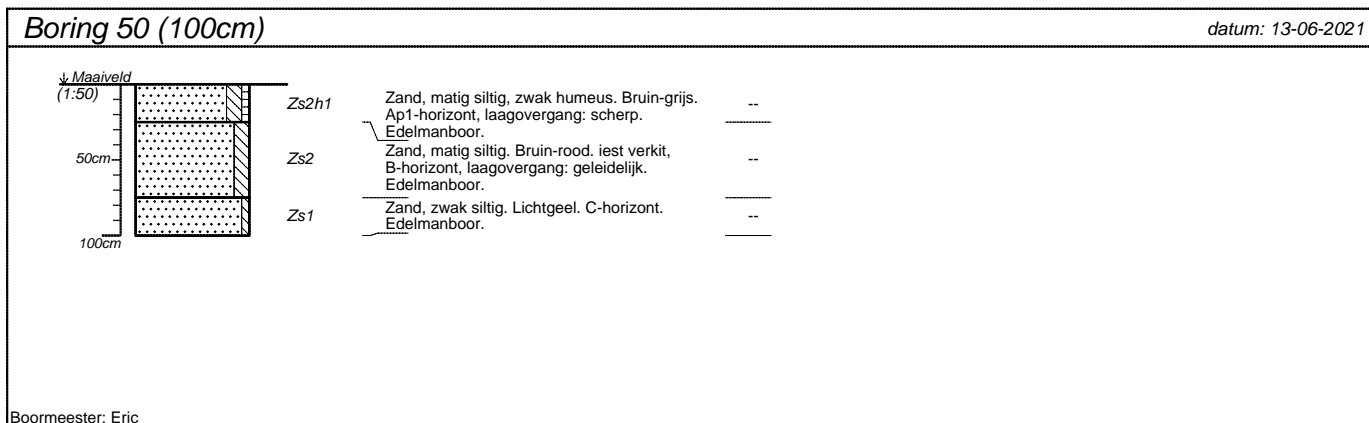 Boring 50 (100cm)
datum: 13-06-2021
Maaiveld
(1:50)
Zs2h1
Zand, matig siltig, zwak humeus. Bruin-grijs.
Ap1-horizont, laagovergang: scherp.
Edelmanboor.
--
50cm
Zs2
Zand, matig siltig. Bruin-rood. iest verkit,
B-horizont, laagovergang: geleidelijk.
Edelmanboor.
--
Zs1
Zand, zwak siltig. Lichtgeel. C-horizont.
Edelmanboor.
--
100cm
Boormeester: Eric